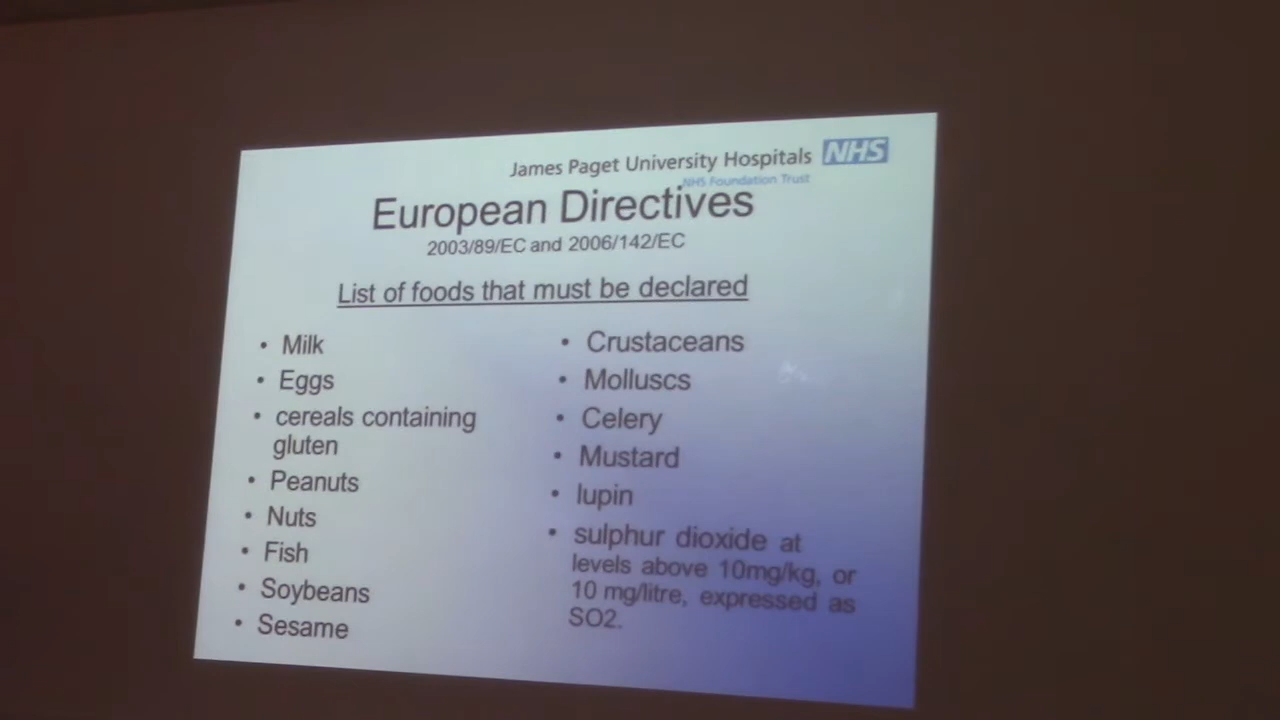 James Paget University Hospitals NHS
NHS Foundation Trust
European Directives
2003/89/EC and 2006/142/EC
List of foods that must be declared
• Milk
• Eggs
• cereals containing
gluten
• Peanuts
• Nuts
• Fish
• Soybeans
• Sesame
• Crustaceans
• Molluscs
• Celery
• Mustard
• lupin
• sulphur dioxide at
levels above 10mg/kg, or
10 mg/litre, expressed as
SO2.